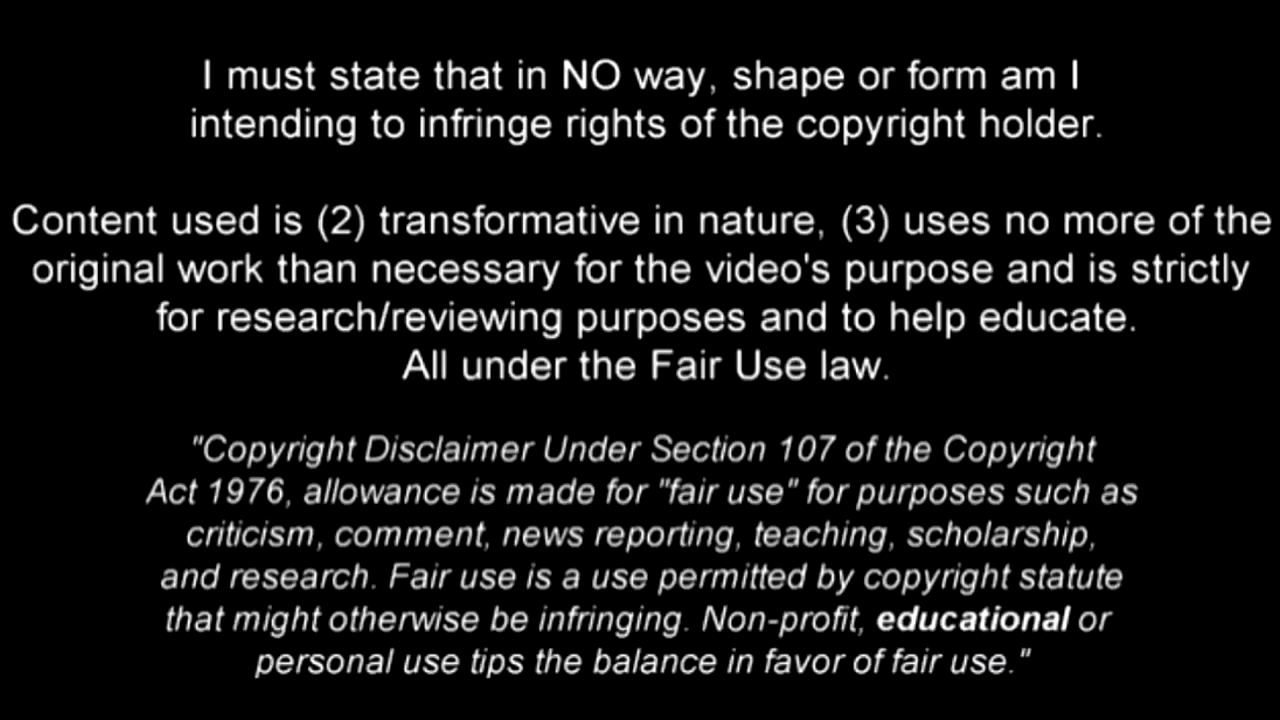 I must state that in NO way, shape or form am I
intending to infringe rights of the copyright holder.
Content used is (2) transformative in nature, (3) uses no more of the
original work than necessary for the video's purpose and is strictly
for research/reviewing purposes and to help educate.
All under the Fair Use law.
"Copyright Disclaimer Under Section 107 of the Copyright
Act 1976, allowance is made for "fair use" for purposes such as
criticism, comment, news reporting, teaching, scholarship,
and research. Fair use is a use permitted by copyright statute
that might otherwise be infringing. Non-profit, educational or
personal use tips the balance in favor of fair use."